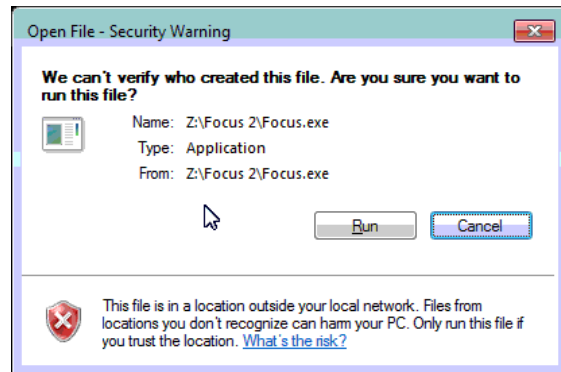 Open File - Security Warning
We can't verify who created this file. Are you sure you want to
run this file?
Name: Z:\Focus 2\Focus.exe
Type: Application
From: Z:\Focus 2\Focus.exe
Run Cancel
This file is in a location outside your local network. Files from
locations you don't recognize can harm your PC. Only run this file if
you trust the location. What's the risk?